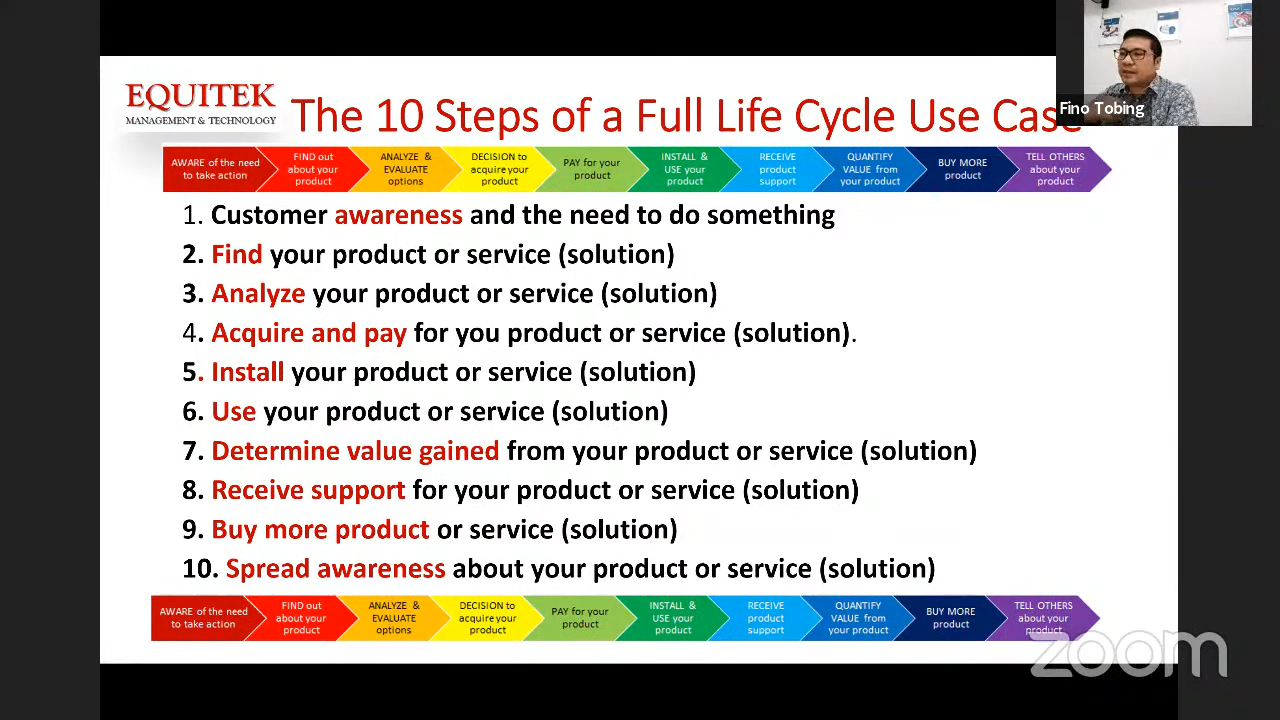 EQUITEK
MANAGEMENT & TECHNOLOGY
The 10 Steps of a Full Life Cycle Use Case
Fino Tobing
AWARE of the need
to take action
FIND out
about your
product
ANALYZE &
EVALUATE
options
DECISION to
acquire your
product
PAY for your
product
INSTALL &
USE your
product
RECEIVE
product
support
QUANTIFY
VALUE from
your product
BUY MORE
product
TELL OTHERS
about your
product
1. Customer awareness and the need to do something
2. Find your product or service (solution)
3. Analyze your product or service (solution)
4. Acquire and pay for you product or service (solution).
5. Install your product or service (solution)
6. Use your product or service (solution)
7. Determine value gained from your product or service (solution)
8. Receive support for your product or service (solution)
9. Buy more product or service (solution)
10. Spread awareness about your product or service (solution)
AWARE of the need
to take action
FIND out
about your
product
ANALYZE &
EVALUATE
options
DECISION to
acquire your
product
PAY for your
product
INSTALL &
USE your
product
RECEIVE
product
support
QUANTIFY
VALUE from
your product
BUY MORE
product
TELL OTHERS
about your
product
zoom